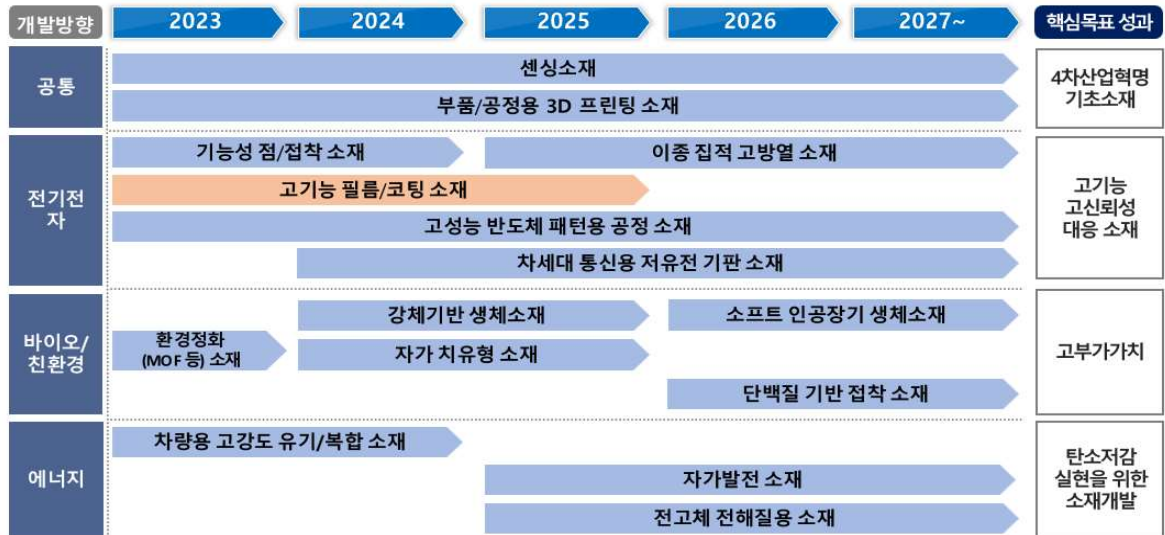 개발방향
2023
2024
2025
2026
2027~
핵심목표 성과
공통
센싱소재
부품/공정용 3D 프린팅 소재
4차산업혁명
기초소재
전기전
자
기능성 점/접착 소재
이종 집적 고방열 소재
고기능 필름/코팅 소재
고성능 반도체 패턴용 공정 소재
차세대 통신용 저유전 기판 소재
고기능
고신뢰성
대응 소재
바이오/
친환경
환경정화
(MOF 등) 소재
강체기반 생체소재
소프트 인공장기 생체소재
자가 치유형 소재
단백질 기반 접착 소재
고부가가치
에너지
차량용 고강도 유기/복합 소재
자가발전 소재
전고체 전해질용 소재
탄소저감
실현을 위한
소재개발